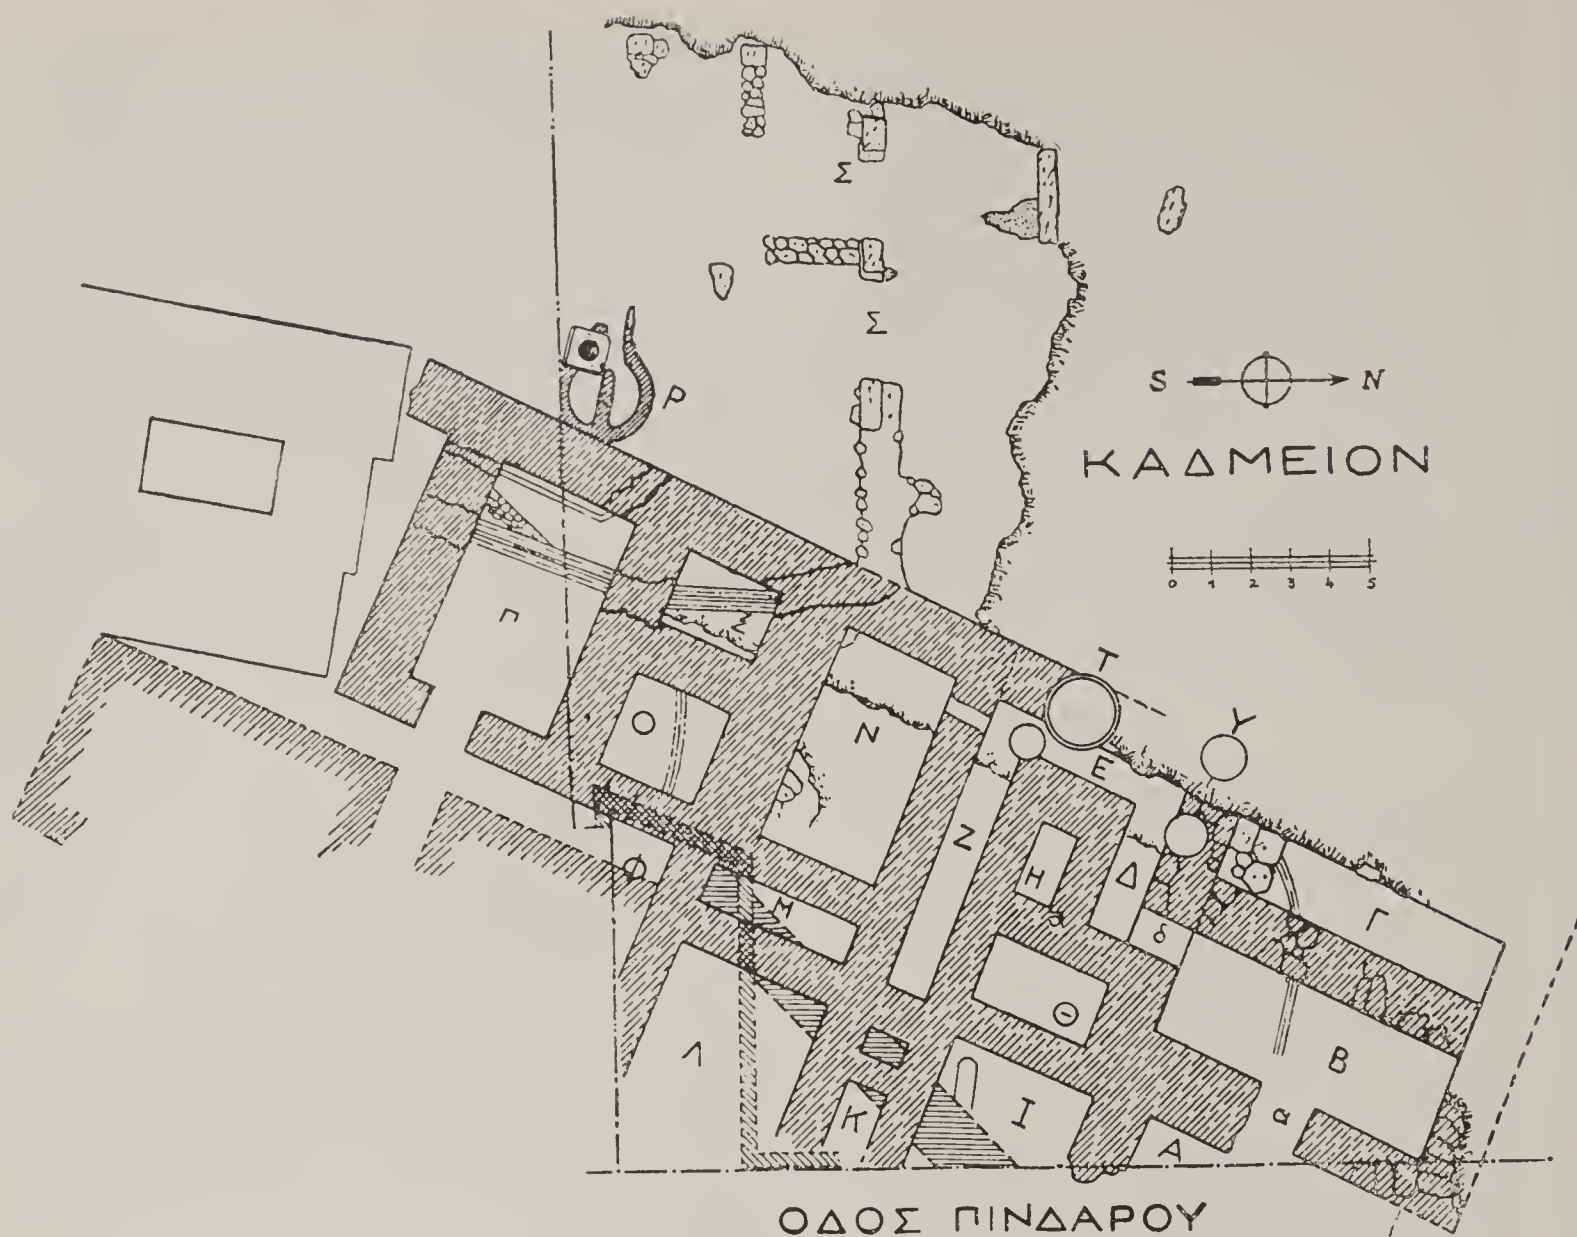 Σ
Σ
S N
ΚΑΔΜΕΙΟΝ
0 1 2 3 4 5
Ρ
Π
Ξ
Τ
Υ
Ν
Ε
Ζ
Η
Δ
δ
Γ
Φ
Μ
Θ
Λ
Β
Κ
Ι
Α
α
ΟΔΟΣ ΠΙΝΔΑΡΟΥ